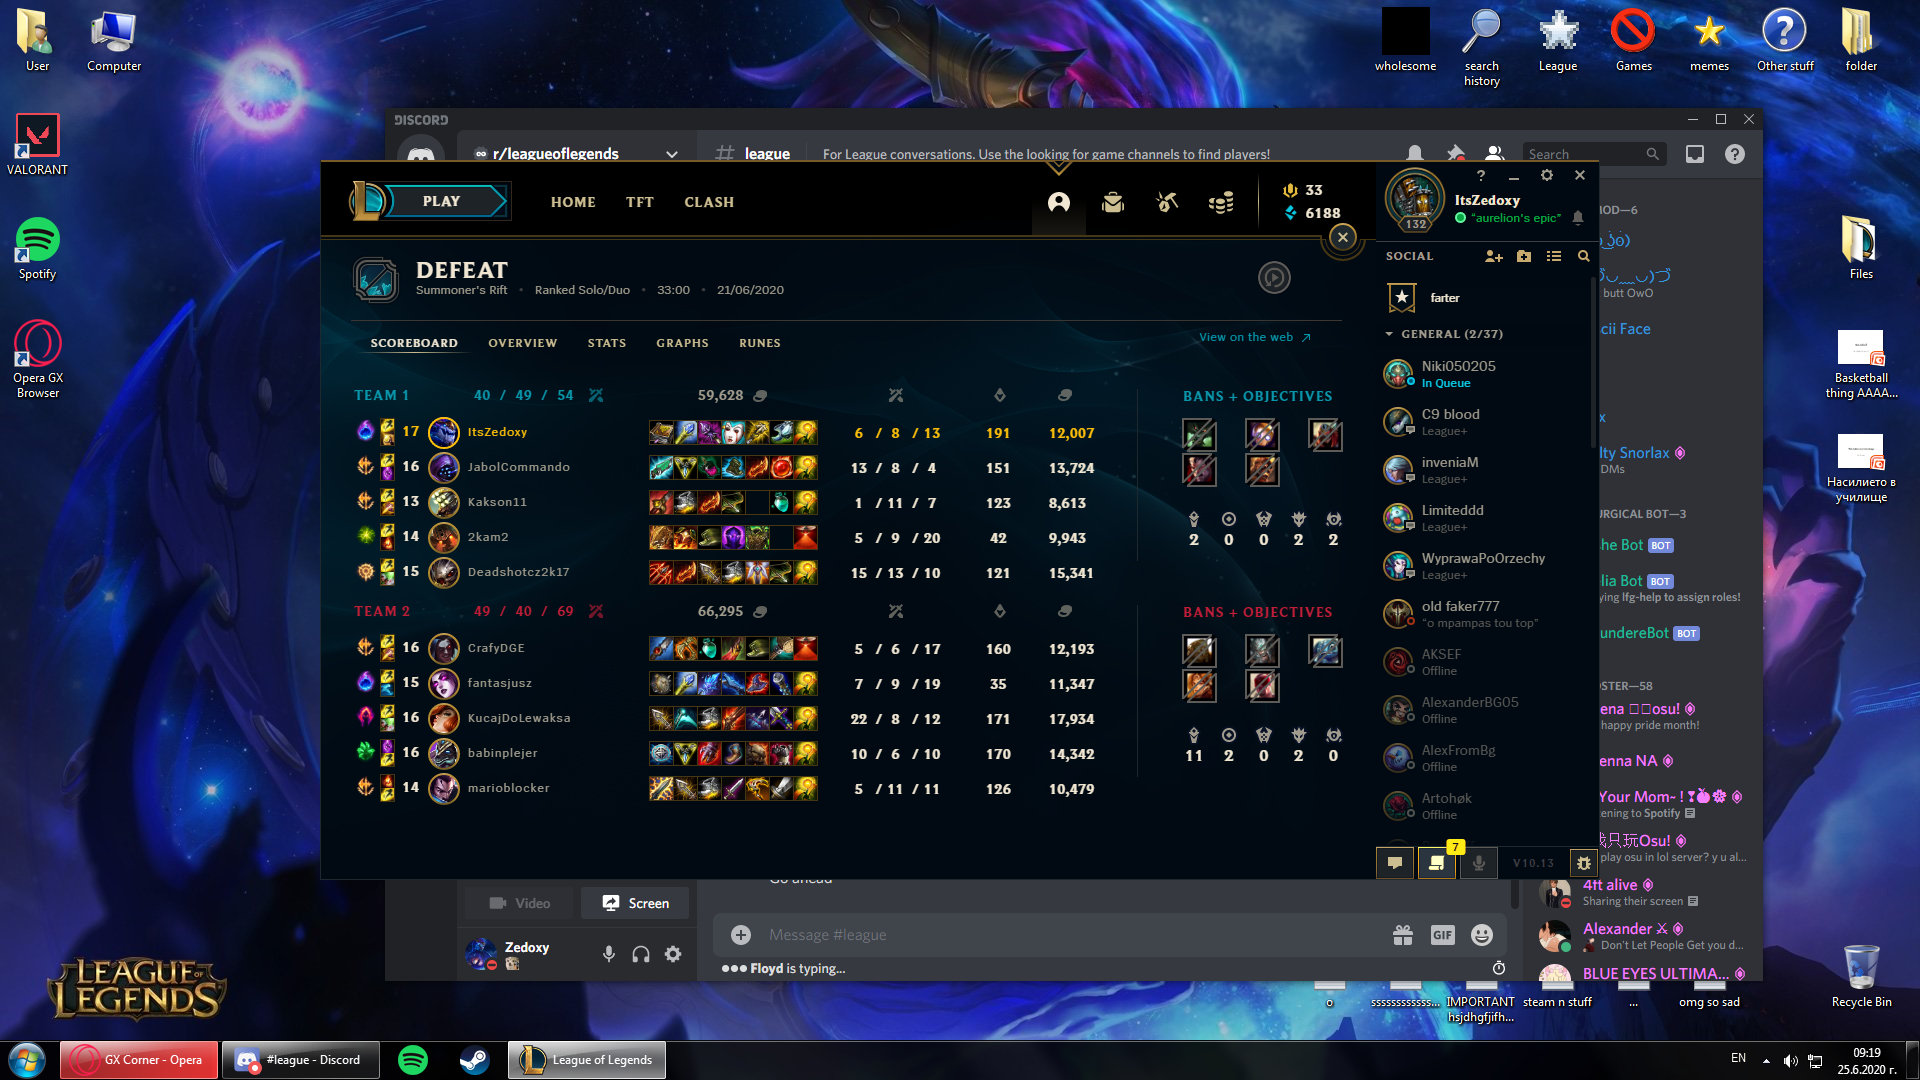 User
Computer
VALORANT
Spotify
Opera GX
Browser
wholesome
search
history
League
Games
memes
Other stuff
folder
Files
Basketball
thing AAAA...
Насилието в
училище
Recycle Bin
DISCORD
r/leagueoflegends
league
For League conversations. Use the looking for game channels to find players!
Search
PLAY
HOME
TFT
CLASH
33
6188
132
ItsZedoxy
"aurelion's epic"
DEFEAT
Summoner's Rift • Ranked Solo/Duo • 33:00 • 21/06/2020
SCOREBOARD
OVERVIEW
STATS
GRAPHS
RUNES
View on the web
TEAM 1 40 / 49 / 54 59,628
17 ItsZedoxy 6 / 8 / 13 191 12,007
16 JabolCommando 13 / 8 / 4 151 13,724
13 Kakson11 1 / 11 / 7 123 8,613
14 2kam2 5 / 9 / 20 42 9,943
15 Deadshotcz2k17 15 / 13 / 10 121 15,341
BANS + OBJECTIVES
2 0 0 2 2
TEAM 2 49 / 40 / 69 66,295
16 CrafyDGE 5 / 6 / 17 160 12,193
15 fantasjusz 7 / 9 / 19 35 11,347
16 KucajDoLewaksa 22 / 8 / 12 171 17,934
16 babinplejer 10 / 6 / 10 170 14,342
14 marioblocker 5 / 11 / 11 126 10,479
BANS + OBJECTIVES
11 2 0 2 0
SOCIAL
farter
GENERAL (2/37)
Niki050205
In Queue
C9 blood
League+
inveniaM
League+
Limiteddd
League+
WyprawaPoOrzechy
League+
old faker777
"o mpampas tou top"
AKSEF
Offline
AlexanderBG05
Offline
AlexFromBg
Offline
Artohøk
Offline
7
V10.13
MOD—6
butt OwO
cii Face
lty Snorlax
DMs
URGICAL BOT—3
he Bot BOT
lia Bot BOT
ying lfg-help to assign roles!
undereBot BOT
OSTER—58
ena osu!
happy pride month!
enna NA
Your Mom~ !
tening to Spotify
只玩Osu!
play osu in lol server? y u al...
4ft alive
Sharing their screen
Alexander
Don't Let People Get you d...
BLUE EYES ULTIMA...
Go ahead
Video
Screen
Zedoxy
Message #league
GIF
Floyd is typing...
LEAGUE OF
LEGENDS
o
ssssssssssss...
IMPORTANT
hsjdhgfjifh...
steam n stuff
...
omg so sad
GX Corner - Opera
#league - Discord
League of Legends
EN
09:19
25.6.2020 г.